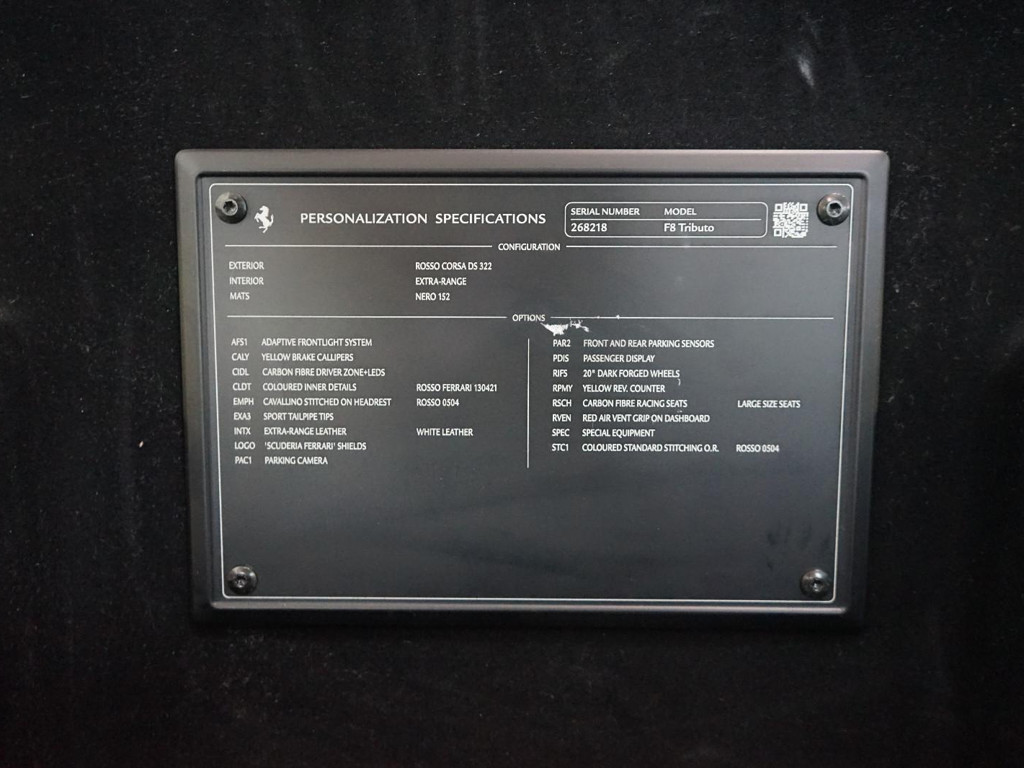 PERSONALIZATION SPECIFICATIONS
SERIAL NUMBER MODEL
268218 F8 Tributo
CONFIGURATION
EXTERIOR ROSSO CORSA DS 322
INTERIOR EXTRA-RANGE
MATS NERO 152
OPTIONS
AFS1 ADAPTIVE FRONTLIGHT SYSTEM
CALY YELLOW BRAKE CALLIPERS
CIDL CARBON FIBRE DRIVER ZONE+LEDS
CLDT COLOURED INNER DETAILS ROSSO FERRARI 130421
EMPH CAVALLINO STITCHED ON HEADREST ROSSO 0504
EXA3 SPORT TAILPIPE TIPS
INTX EXTRA-RANGE LEATHER WHITE LEATHER
LOGO 'SCUDERIA FERRARI' SHIELDS
PAC1 PARKING CAMERA
PAR2 FRONT AND REAR PARKING SENSORS
PDIS PASSENGER DISPLAY
RIF5 20" DARK FORGED WHEELS
RPMY YELLOW REV. COUNTER
RSCH CARBON FIBRE RACING SEATS LARGE SIZE SEATS
RVEN RED AIR VENT GRIP ON DASHBOARD
SPEC SPECIAL EQUIPMENT
STC1 COLOURED STANDARD STITCHING O.R. ROSSO 0504